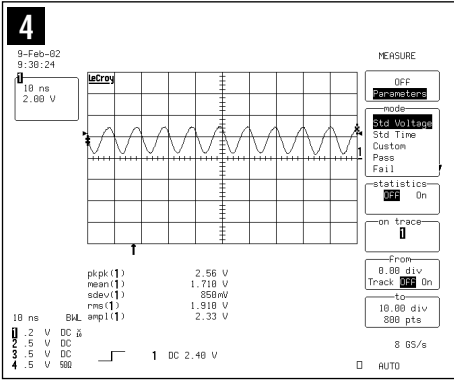 4
9-Feb-02
9:30:24
1
10 ns
2.00 V
LeCroy
1
MEASURE
OFF
Parameters
mode
Std Voltage
Std Time
Custom
Pass
Fail
statistics
OFF On
on trace
1
from
0.00 div
Track OFF On
to
10.00 div
800 pts
pkpk(1) 2.56 V
mean(1) 1.710 V
sdev(1) 850mV
rms(1) 1.910 V
ampl(1) 2.33 V
10 ns BWL
1 .2 V DC X10
2 .5 V DC
3 .5 V DC
4 .5 V 50Ω
1 DC 2.40 V
8 GS/s
AUTO